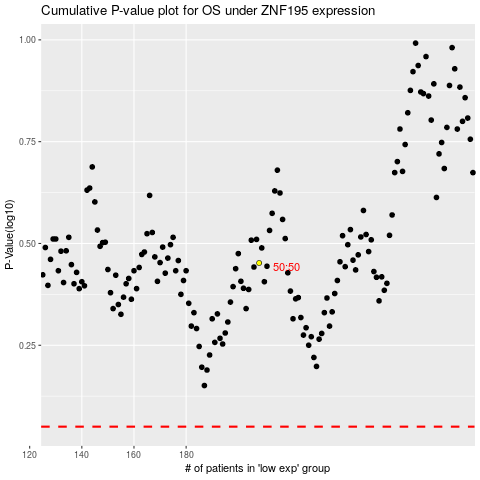 Cumulative P-value plot for OS under ZNF195 expression
P-Value(log10)
1.00
0.75
0.50
0.25
50:50
120 140 160 180
# of patients in 'low exp' group